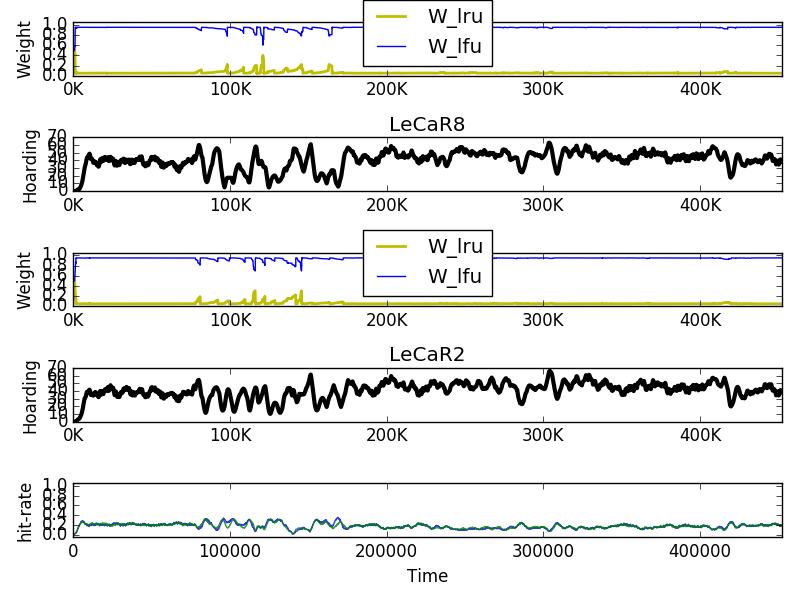 W_lru
W_lfu
Weight
1.0
0.8
0.6
0.4
0.2
0.0
0K 100K 200K 300K 400K
LeCaR8
Hoarding
70
60
50
40
30
20
10
0
0K 100K 200K 300K 400K
W_lru
W_lfu
Weight
1.0
0.8
0.6
0.4
0.2
0.0
0K 100K 200K 300K 400K
LeCaR2
Hoarding
70
60
50
40
30
20
10
0
0K 100K 200K 300K 400K
hit-rate
1.0
0.8
0.6
0.4
0.2
0.0
0 100000 200000 300000 400000
Time